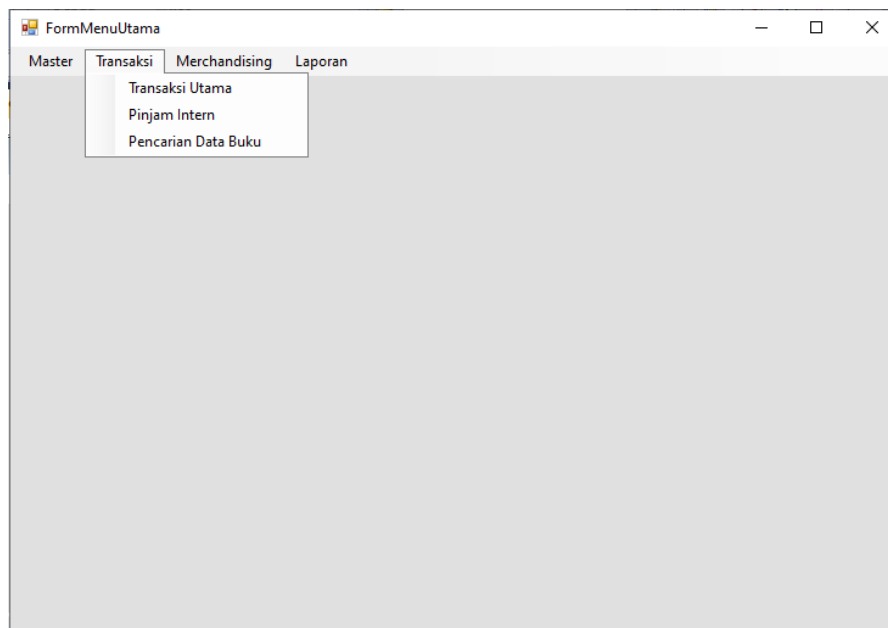 FormMenuUtama
Master Transaksi Merchandising Laporan
Transaksi Utama
Pinjam Intern
Pencarian Data Buku